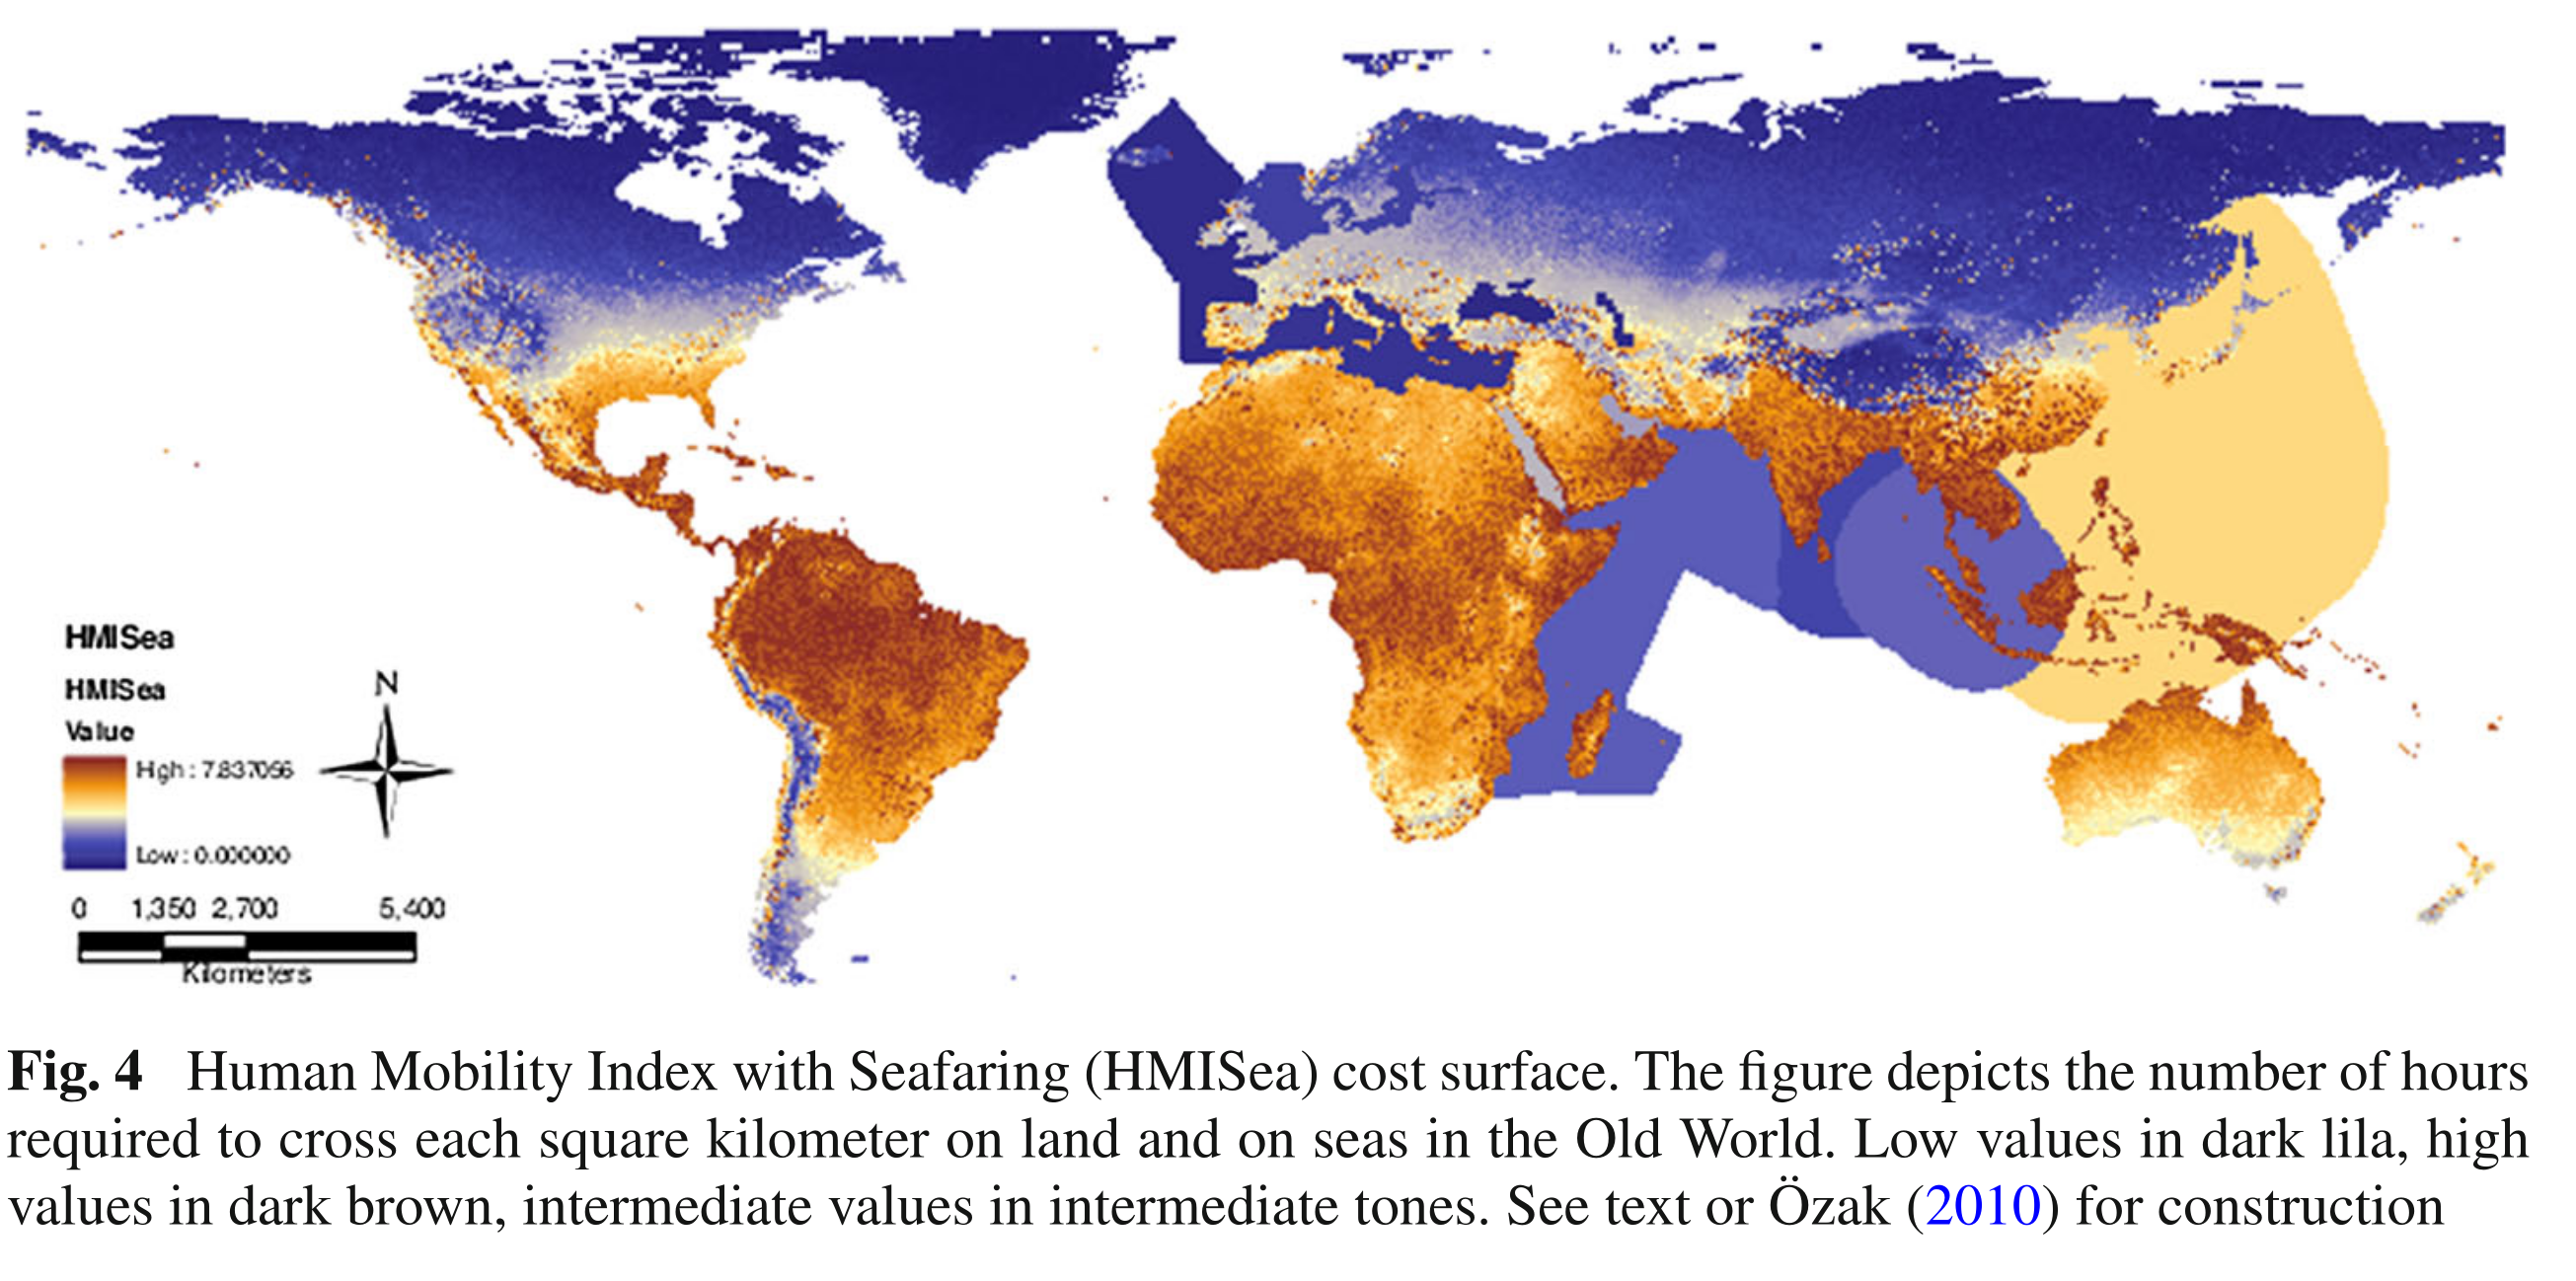 HMISea
HMISea
Value
High : 7.837056
Low : 0.000000
N
0 1,350 2,700 5,400
Kilometers
Fig. 4 Human Mobility Index with Seafaring (HMISea) cost surface. The figure depicts the number of hours
required to cross each square kilometer on land and on seas in the Old World. Low values in dark lila, high
values in dark brown, intermediate values in intermediate tones. See text or Özak (2010) for construction